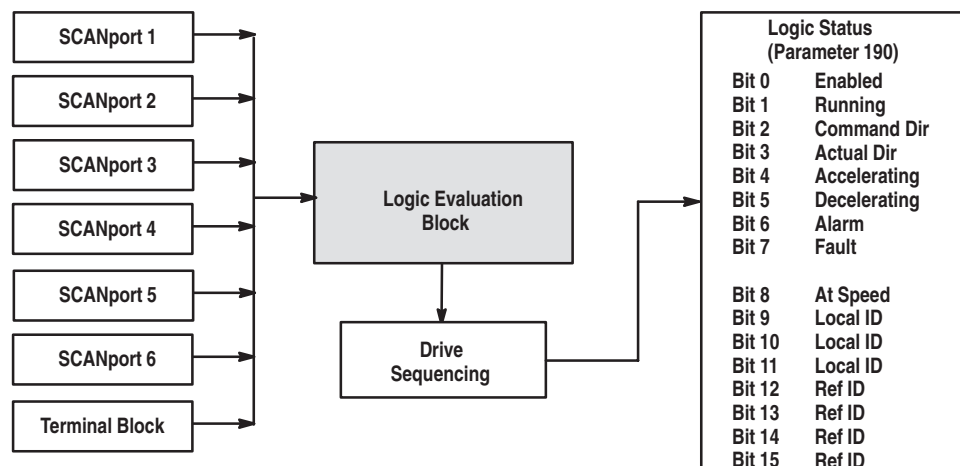 SCANport 1
SCANport 2
SCANport 3
SCANport 4
SCANport 5
SCANport 6
Terminal Block
Logic Evaluation
Block
Drive
Sequencing
Logic Status
(Parameter 190)
Bit 0 Enabled
Bit 1 Running
Bit 2 Command Dir
Bit 3 Actual Dir
Bit 4 Accelerating
Bit 5 Decelerating
Bit 6 Alarm
Bit 7 Fault
Bit 8 At Speed
Bit 9 Local ID
Bit 10 Local ID
Bit 11 Local ID
Bit 12 Ref ID
Bit 13 Ref ID
Bit 14 Ref ID
Bit 15 Ref ID